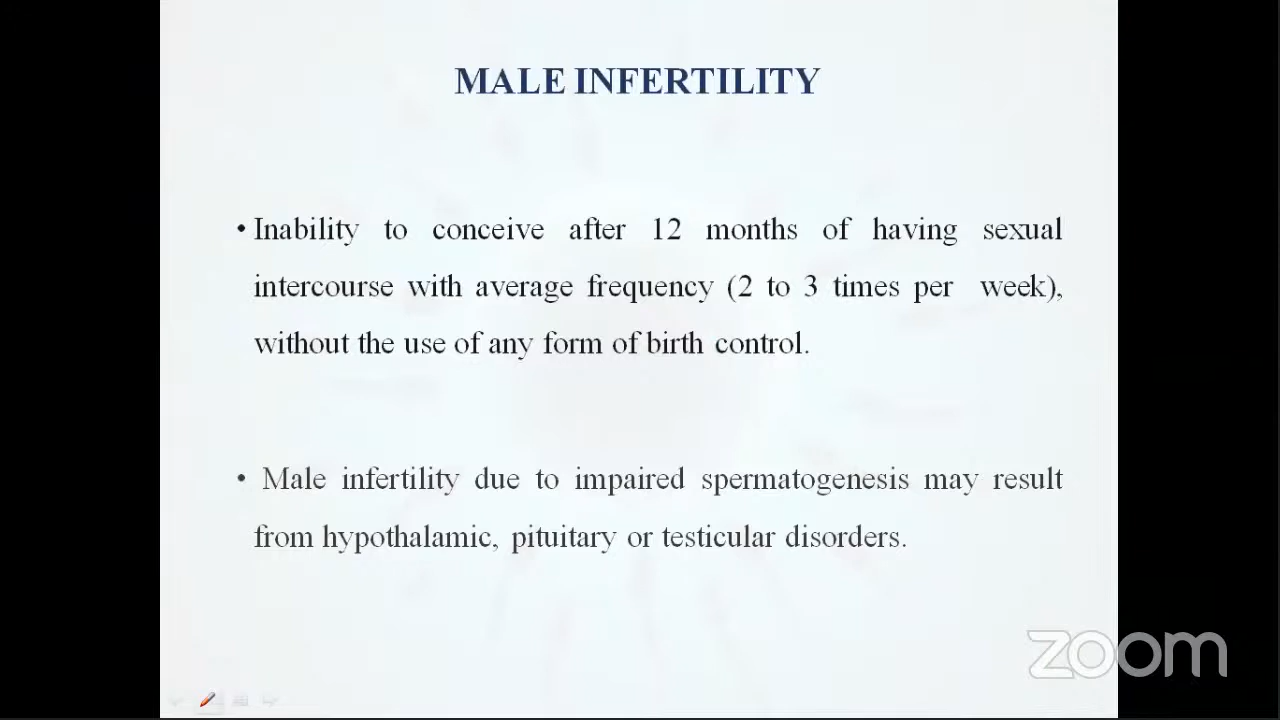 MALE INFERTILITY
• Inability to conceive after 12 months of having sexual
intercourse with average frequency (2 to 3 times per week),
without the use of any form of birth control.
• Male infertility due to impaired spermatogenesis may result
from hypothalamic, pituitary or testicular disorders.
zoom